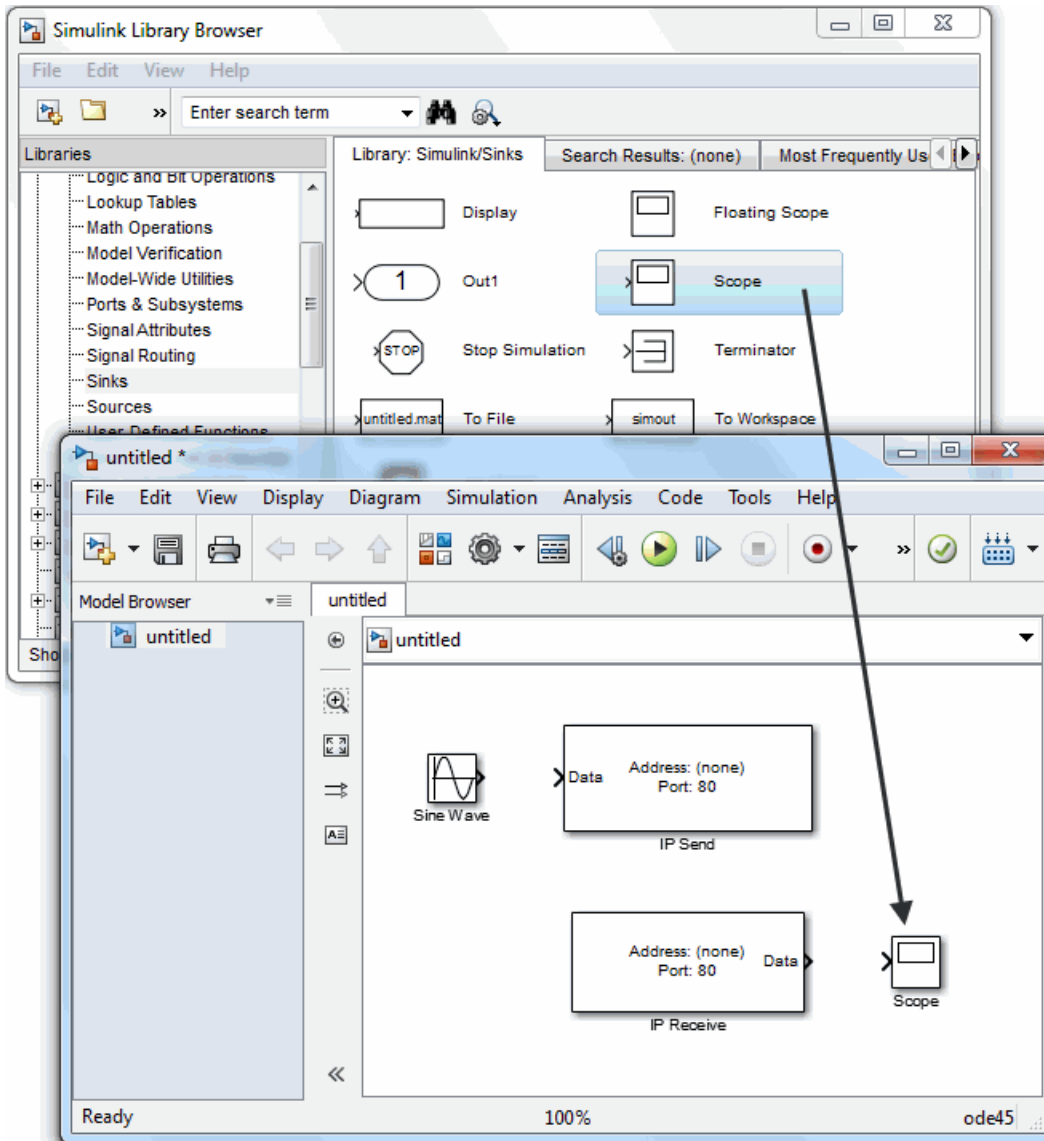 Simulink Library Browser
File Edit View Help
» Enter search term
Libraries
Library: Simulink/Sinks Search Results: (none) Most Frequently Us
Logic and Bit Operations
Lookup Tables
Math Operations
Model Verification
Model-Wide Utilities
Ports & Subsystems
Signal Attributes
Signal Routing
Sinks
Sources
User-Defined Functions
Display Floating Scope
1 Out1 Scope
STOP Stop Simulation Terminator
untitled.mat To File simout To Workspace
Sho
untitled *
File Edit View Display Diagram Simulation Analysis Code Tools Help
»
Model Browser
untitled
untitled
untitled
Sine Wave
Data
Address: (none)
Port: 80
IP Send
Address: (none)
Port: 80
Data
IP Receive
Scope
Ready 100% ode45